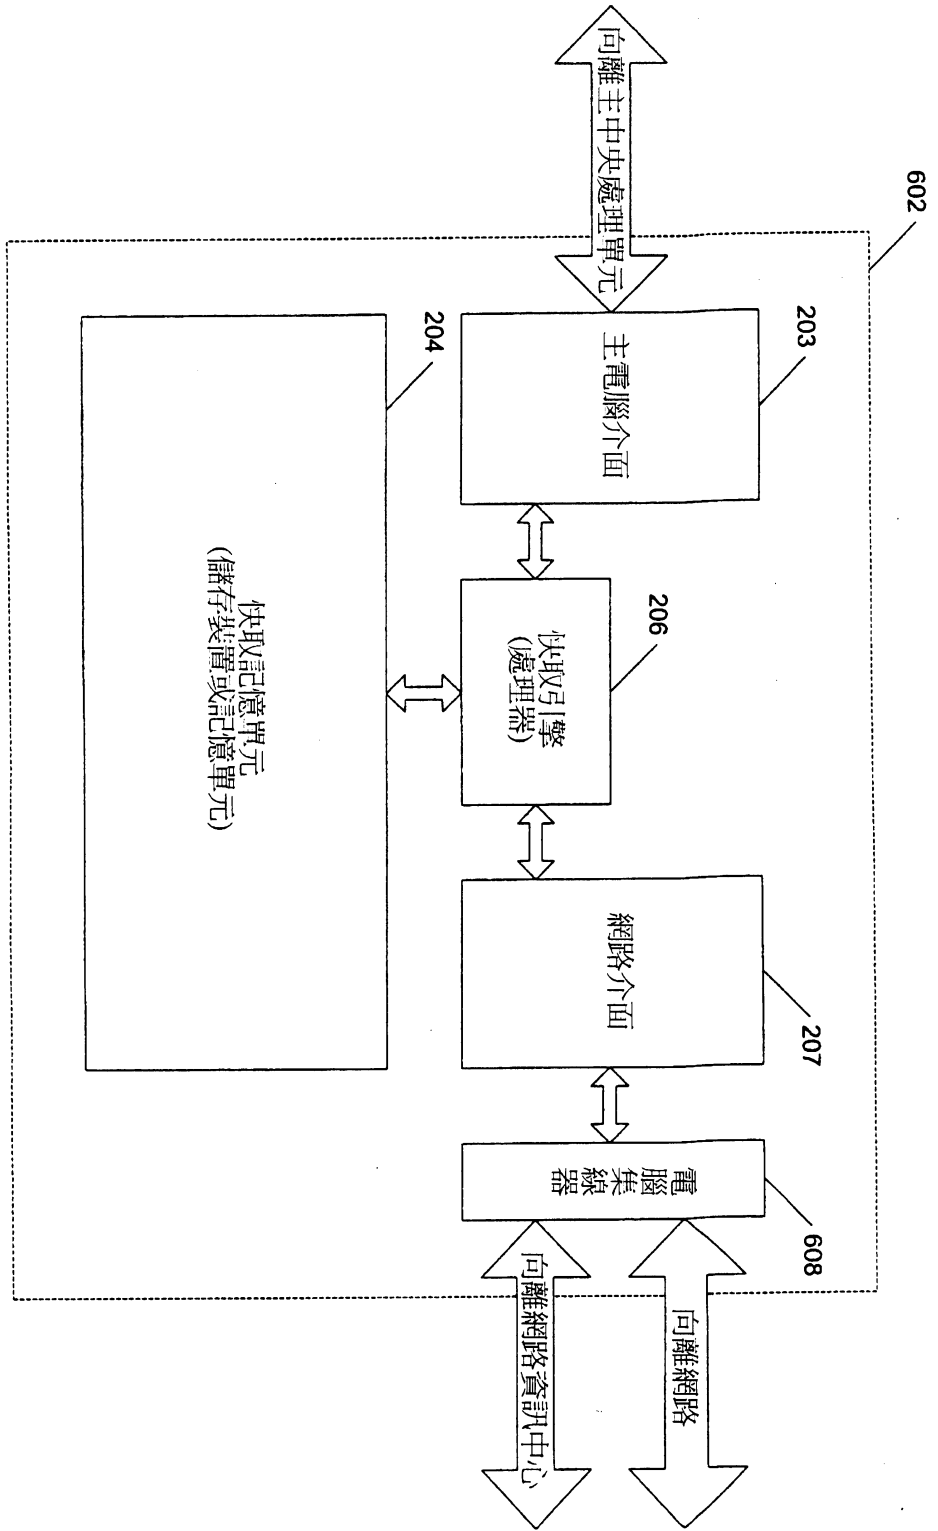 602
向離主中央處理單元
203
主電腦介面
206
快取引擎
(處理器)
207
網路介面
608
電
腦
集
線
器
向離網路
向離網路資訊中心
204
快取記憶單元
(儲存裝置或記憶單元)